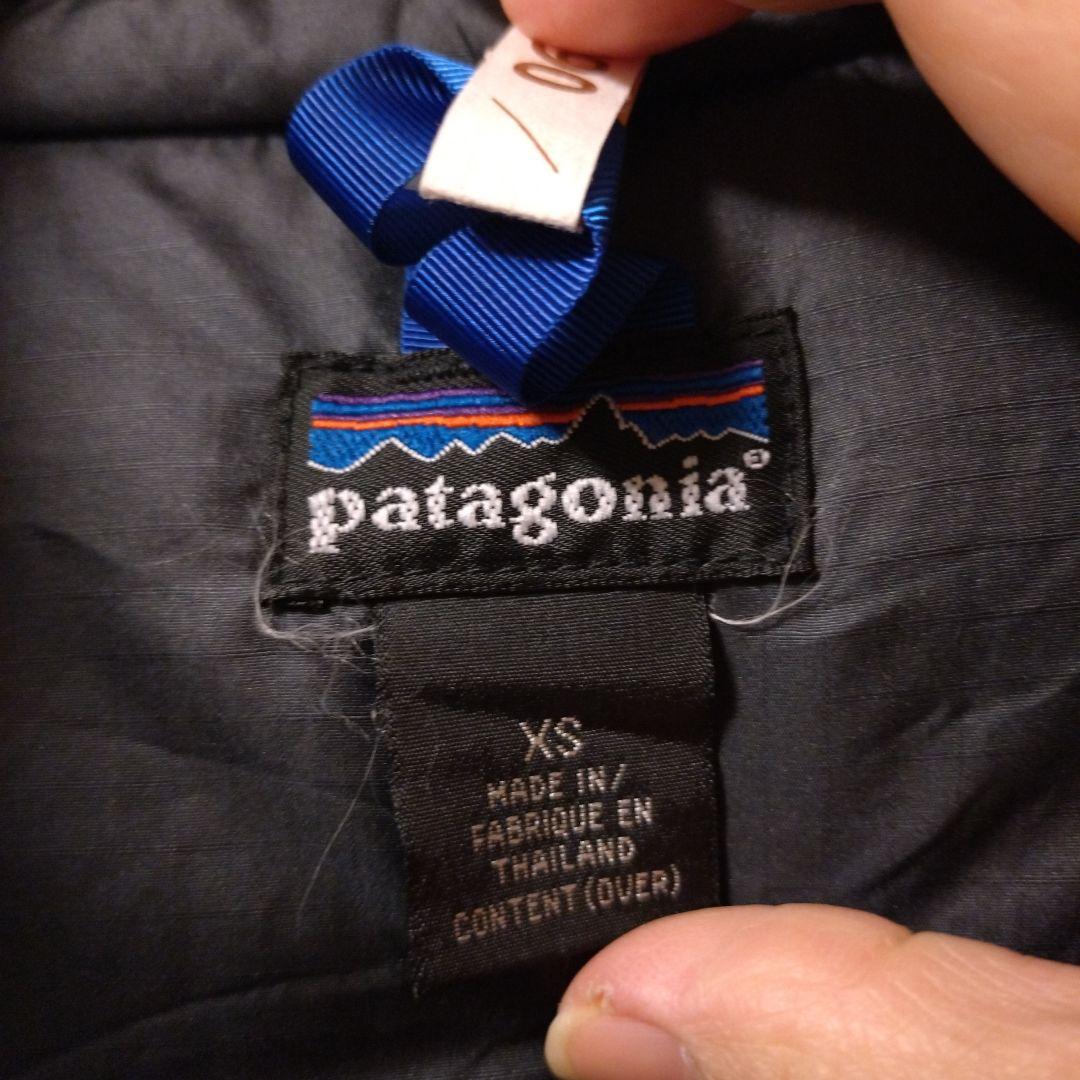 patagonia®
XS
MADE IN/
FABRIQUE EN
THAILAND
CONTENT (OVER)